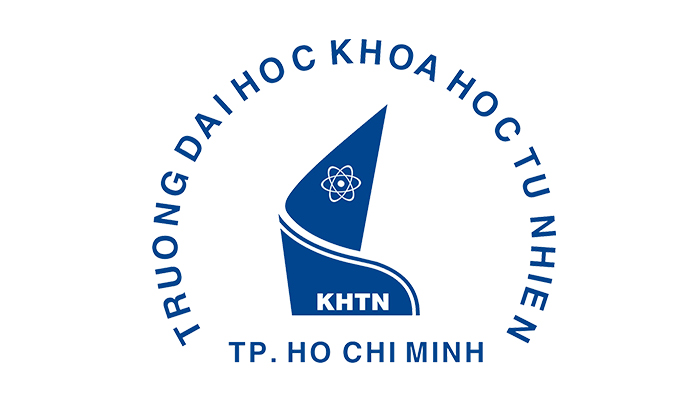 TRUONG DAI HOC KHOA HOC TU NHIEN
KHTN
TP. HO CHI MINH